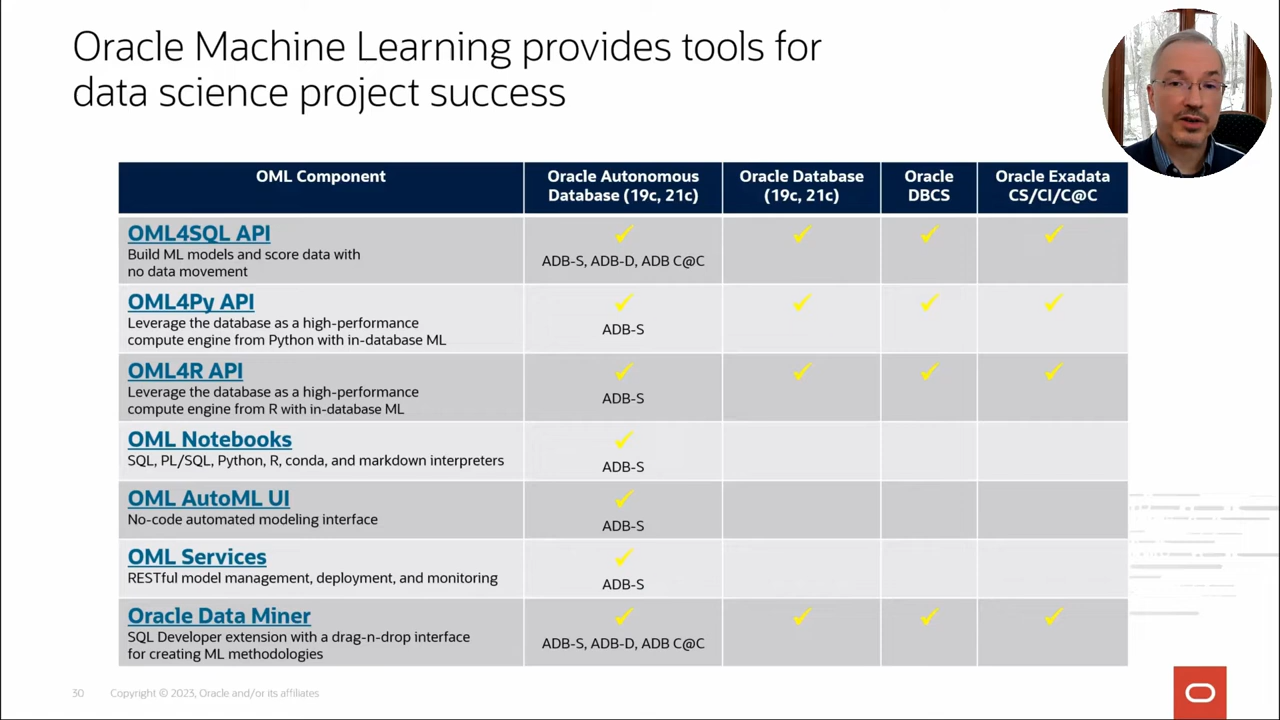 Oracle Machine Learning provides tools for
data science project success
OML Component
Oracle Autonomous
Database (19c, 21c)
Oracle Database
(19c, 21c)
Oracle
DBCS
Oracle Exadata
CS/CI/C@C
OML4SQL API
Build ML models and score data with
no data movement
ADB-S, ADB-D, ADB C@C
OML4Py API
Leverage the database as a high-performance
compute engine from Python with in-database ML
ADB-S
OML4R API
Leverage the database as a high-performance
compute engine from R with in-database ML
ADB-S
OML Notebooks
SQL, PL/SQL, Python, R, conda, and markdown interpreters
ADB-S
OML AutoML UI
No-code automated modeling interface
ADB-S
OML Services
RESTful model management, deployment, and monitoring
ADB-S
Oracle Data Miner
SQL Developer extension with a drag-n-drop interface
for creating ML methodologies
ADB-S, ADB-D, ADB C@C
30 Copyright © 2023, Oracle and/or its affiliates